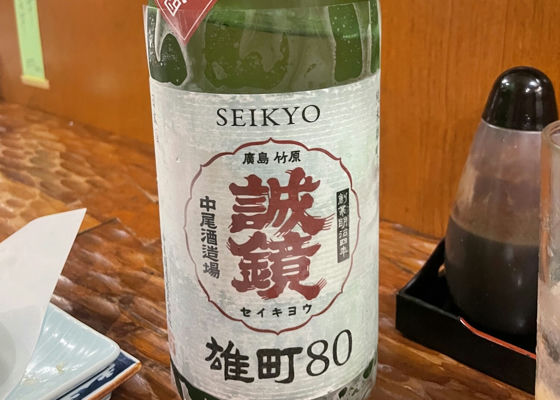 SEIKYO
廣島 竹原
誠鏡
中尾酒造場
創業明治四年
セイキヨウ
雄町80